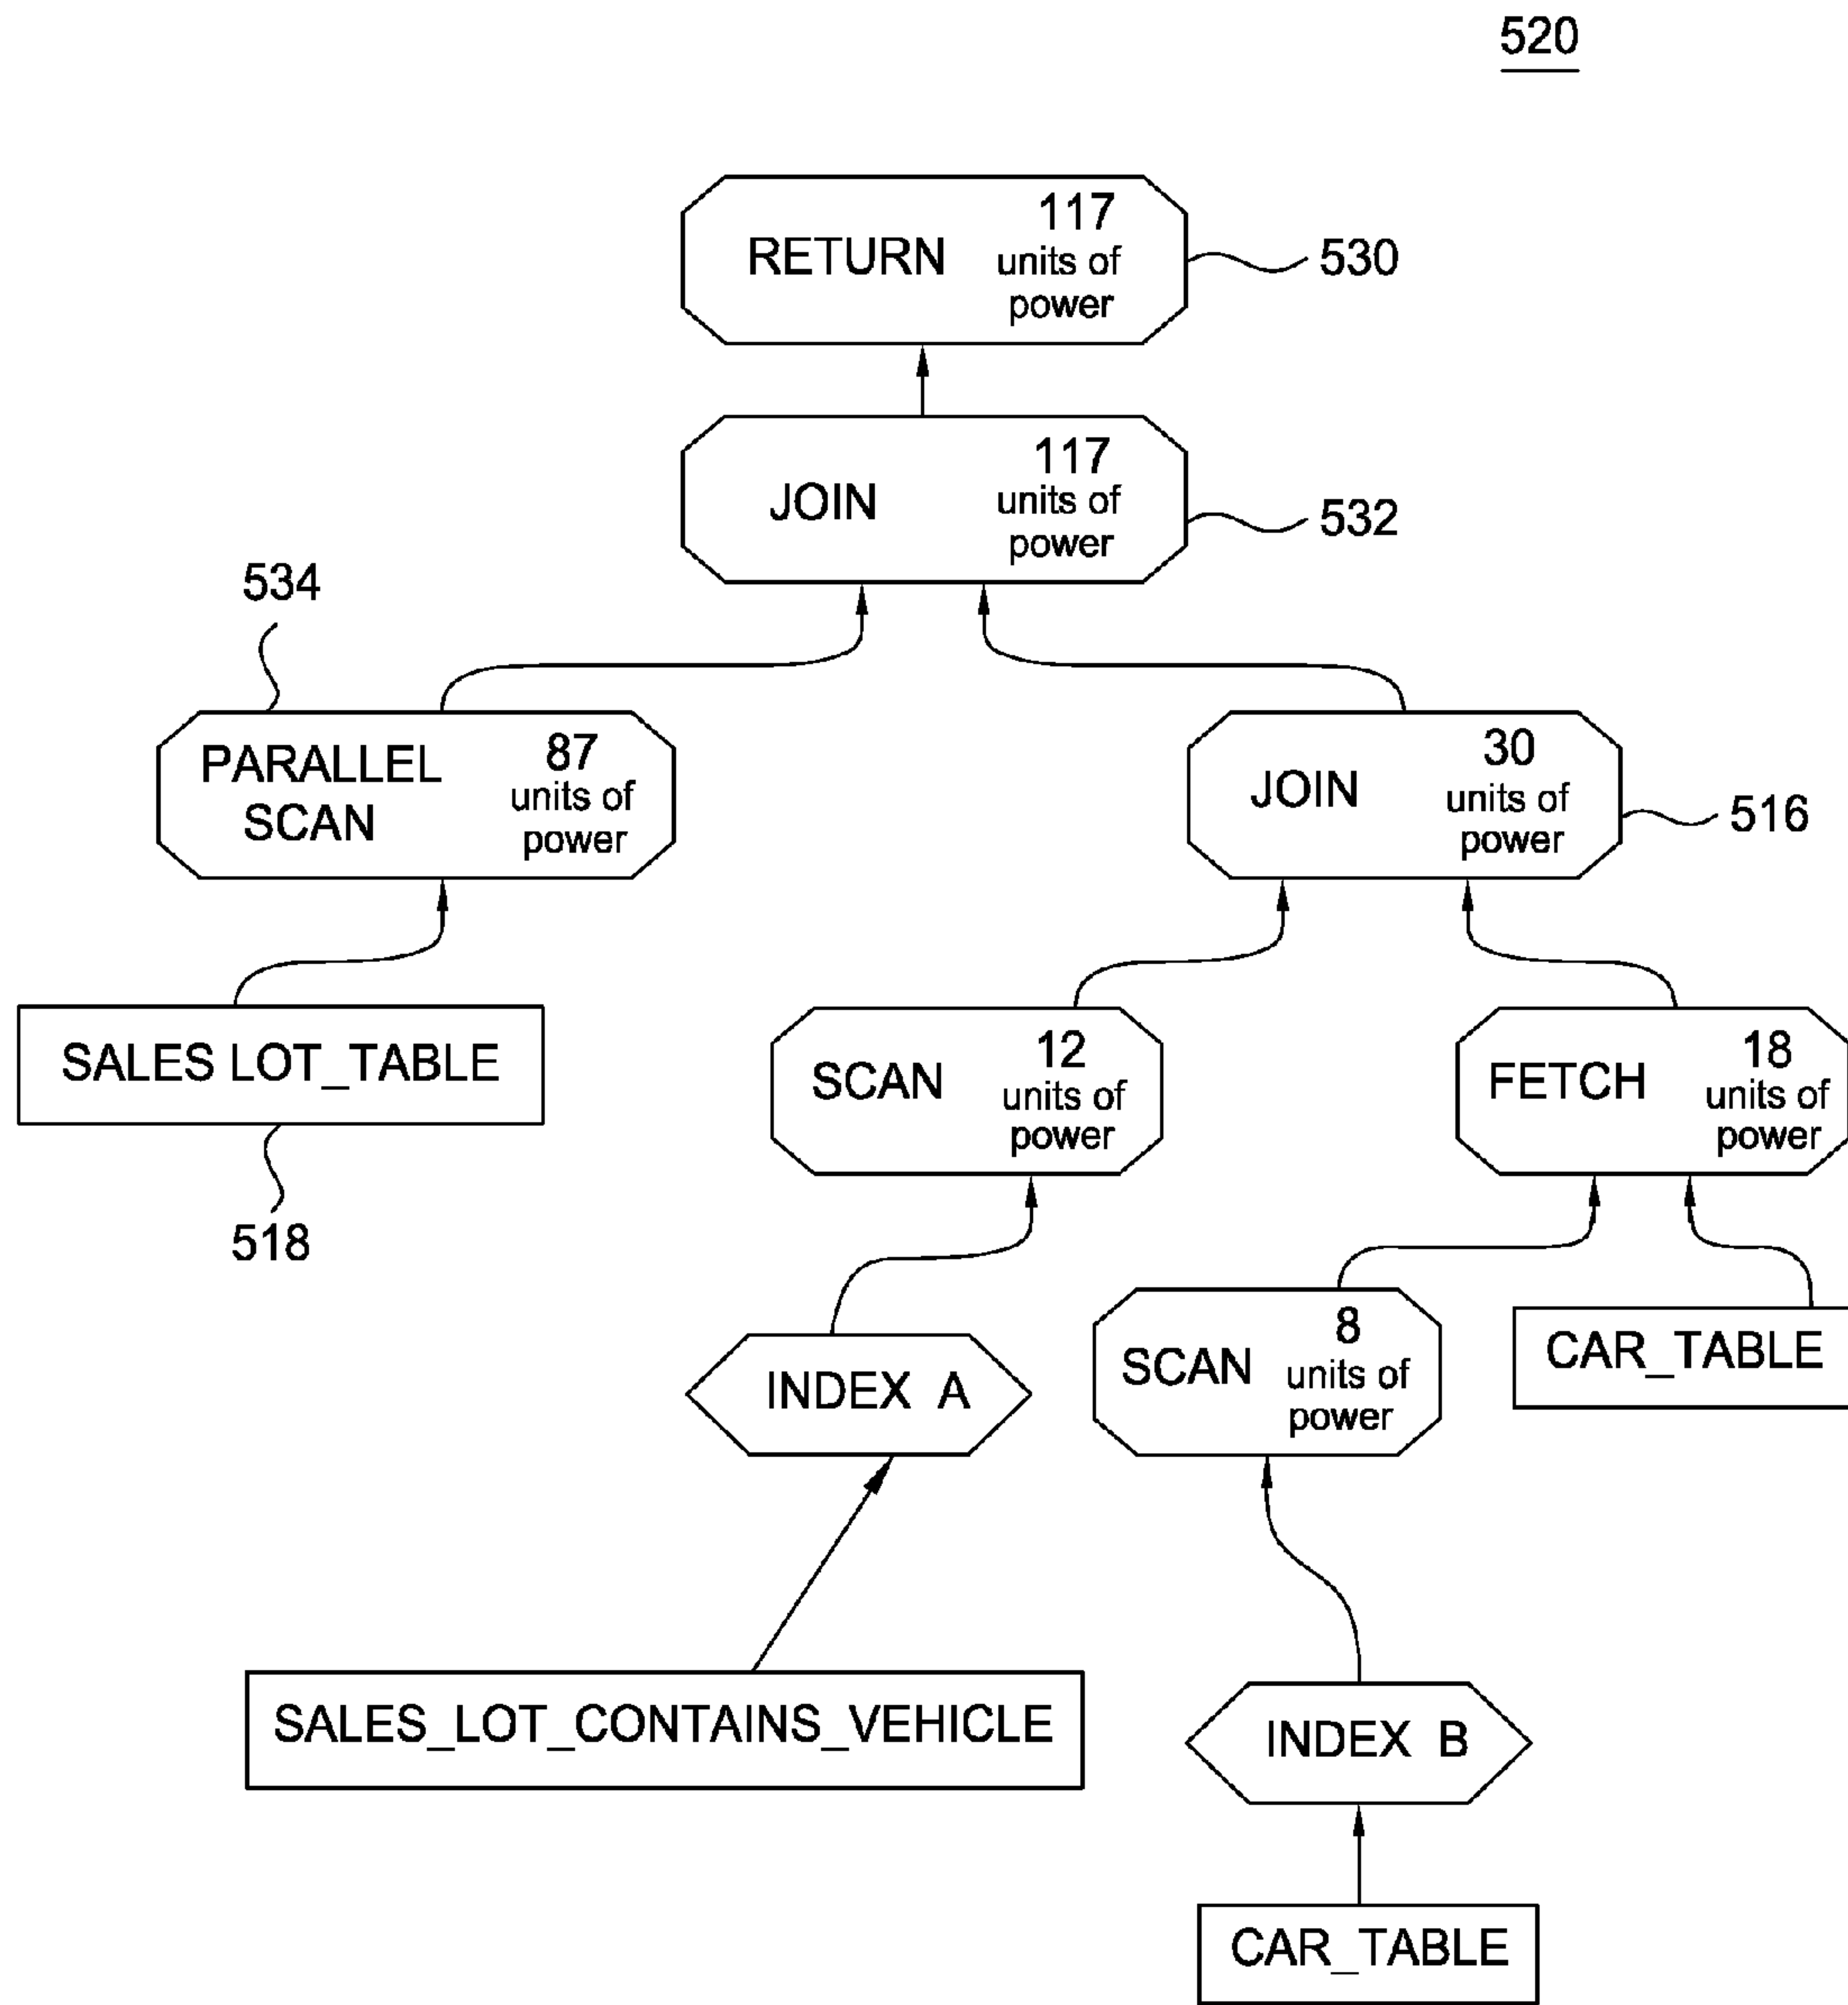 520
117
RETURN units of
power
530
117
JOIN units of
power
532
534
PARALLEL 87
SCAN units of
power
30
JOIN units of
power
516
SALES LOT_TABLE
518
12
SCAN units of
power
18
FETCH units of
power
INDEX A
8
SCAN units of
power
CAR_TABLE
SALES_LOT_CONTAINS_VEHICLE
INDEX B
CAR_TABLE